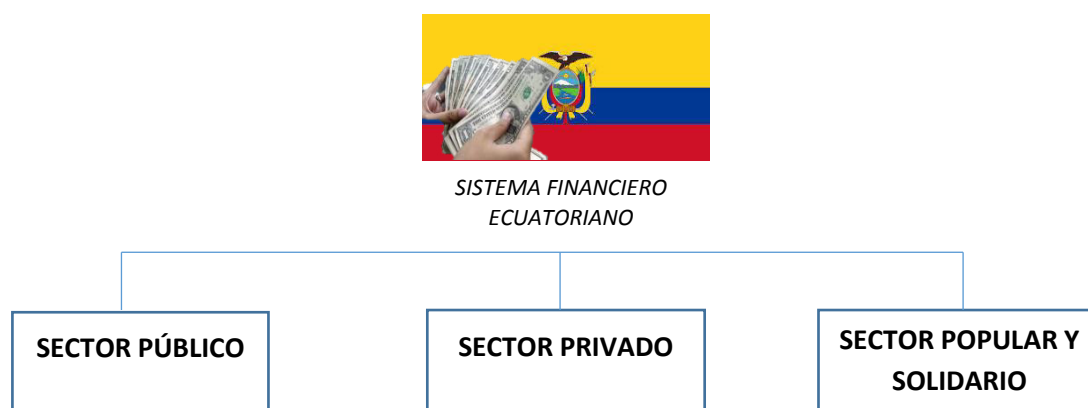 SISTEMA FINANCIERO
ECUATORIANO
SECTOR PÚBLICO
SECTOR PRIVADO
SECTOR POPULAR Y
SOLIDARIO